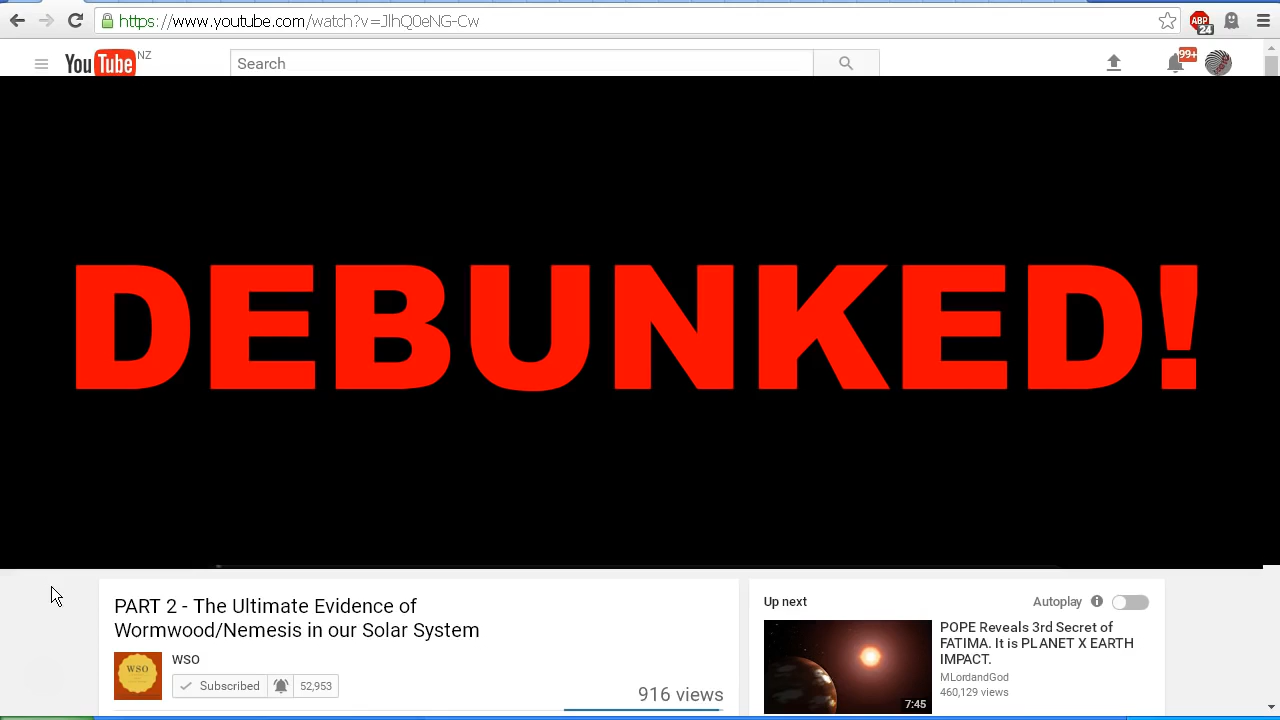 https://www.youtube.com/watch?v=JlhQ0eNG-Cw
ABP
24
YouTube NZ
Search
99+
DEBUNKED!
PART 2 - The Ultimate Evidence of
Wormwood/Nemesis in our Solar System
WSO
WSO
Subscribed
52,953
916 views
Up next
Autoplay
POPE Reveals 3rd Secret of
FATIMA. It is PLANET X EARTH
IMPACT.
MLordandGod
460,129 views
7:45